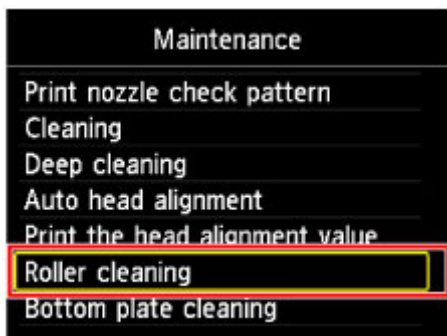 Maintenance
Print nozzle check pattern
Cleaning
Deep cleaning
Auto head alignment
Print the head alignment value
Roller cleaning
Bottom plate cleaning